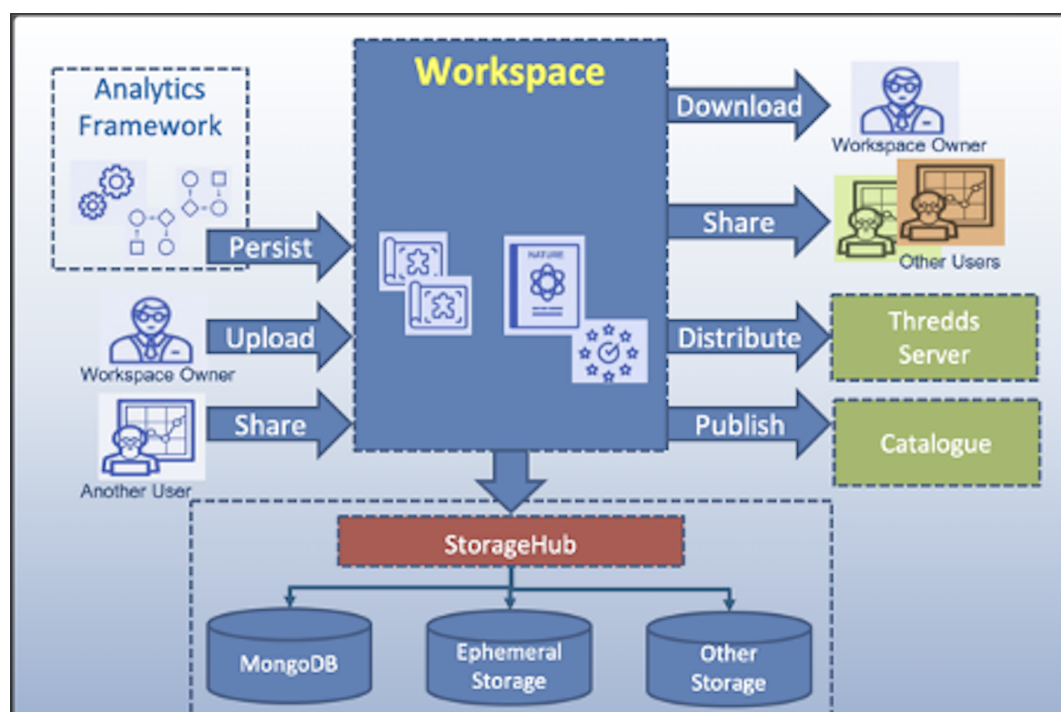 Workspace
Analytics
Framework
Persist
Upload
Workspace Owner
Share
Another User
NATURE
Download
Workspace Owner
Share
Other Users
Distribute
Thredds
Server
Publish
Catalogue
StorageHub
MongoDB
Ephemeral
Storage
Other
Storage